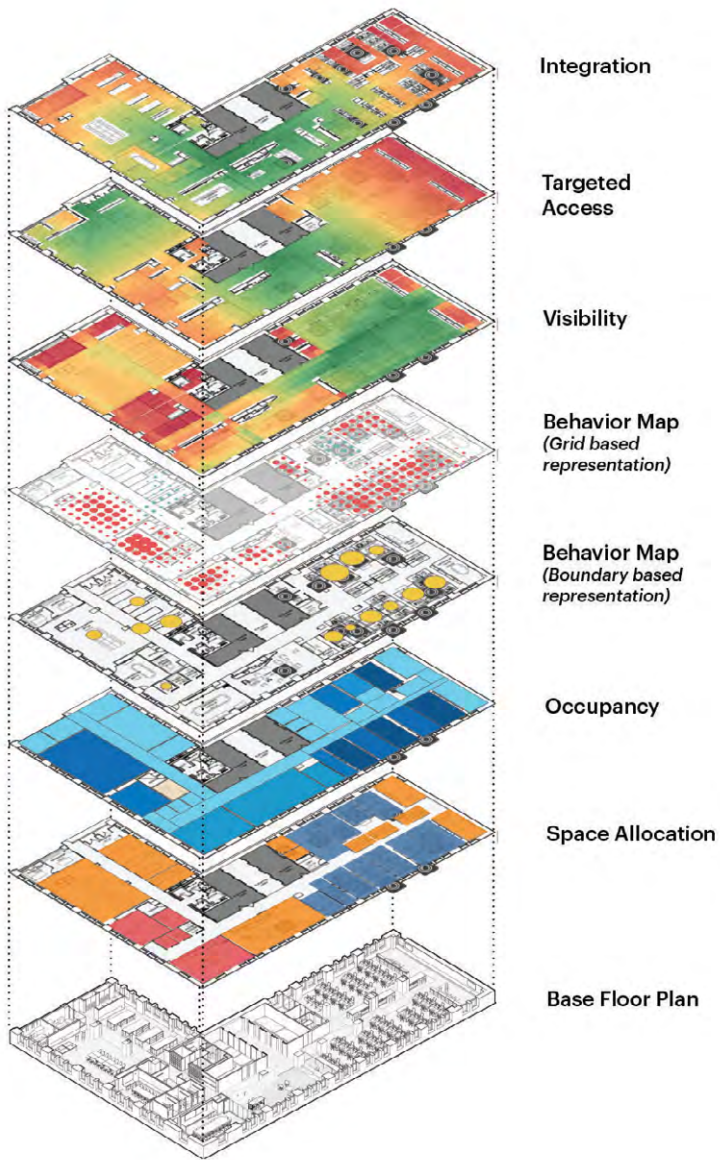 Integration
Targeted
Access
Visibility
Behavior Map
(Grid based
representation)
Behavior Map
(Boundary based
representation)
Occupancy
Space Allocation
Base Floor Plan